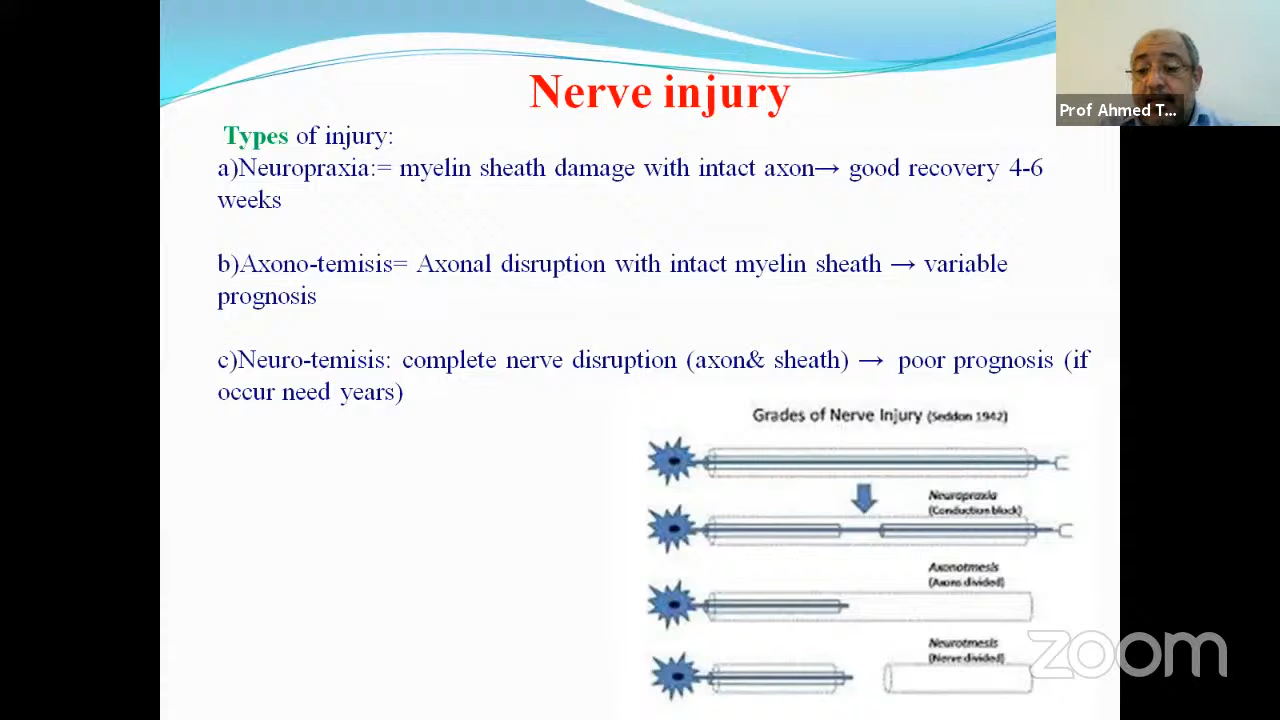 Nerve injury
Prof Ahmed T...
Types of injury:
a)Neuropraxia:= myelin sheath damage with intact axon→ good recovery 4-6
weeks
b)Axono-temisis= Axonal disruption with intact myelin sheath → variable
prognosis
c)Neuro-temisis: complete nerve disruption (axon& sheath) → poor prognosis (if
occur need years)
Grades of Nerve Injury (Seddon 1942)
Neurapraxia
(Conduction block)
Axonotmesis
(Axons divided)
Neurotmesis
(Nerve divided)
zoom